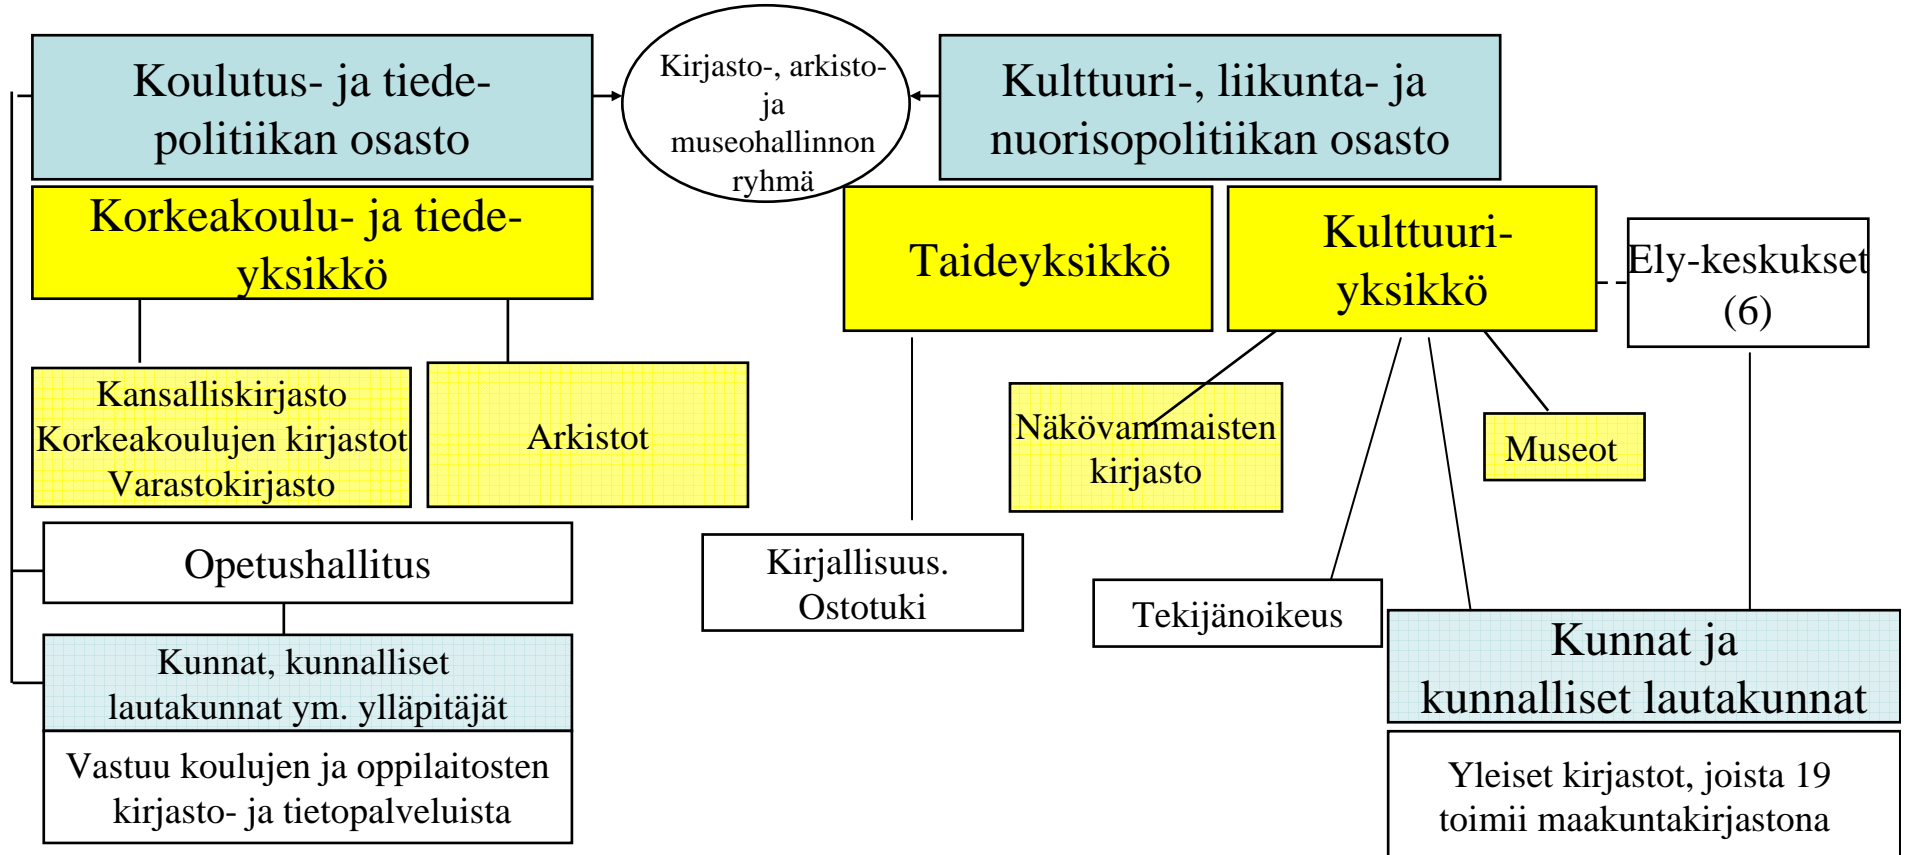 Koulutus- ja tiede-
politiikan osasto
Kirjasto-, arkisto-
ja
museohallinnon
ryhmä
Kulttuuri-, liikunta- ja
nuorisopolitiikan osasto
Korkeakoulu- ja tiede-
yksikkö
Taideyksikkö
Kulttuuri-
yksikkö
Ely-keskukset
(6)
Kansalliskirjasto
Korkeakoulujen kirjastot
Varastokirjasto
Arkistot
Näkövammaisten
kirjasto
Museot
Opetushallitus
Kirjallisuus.
Ostotuki
Tekijänoikeus
Kunnat, kunnalliset
lautakunnat ym. ylläpitäjät
Vastuu koulujen ja oppilaitosten
kirjasto- ja tietopalveluista
Kunnat ja
kunnalliset lautakunnat
Yleiset kirjastot, joista 19
toimii maakuntakirjastona